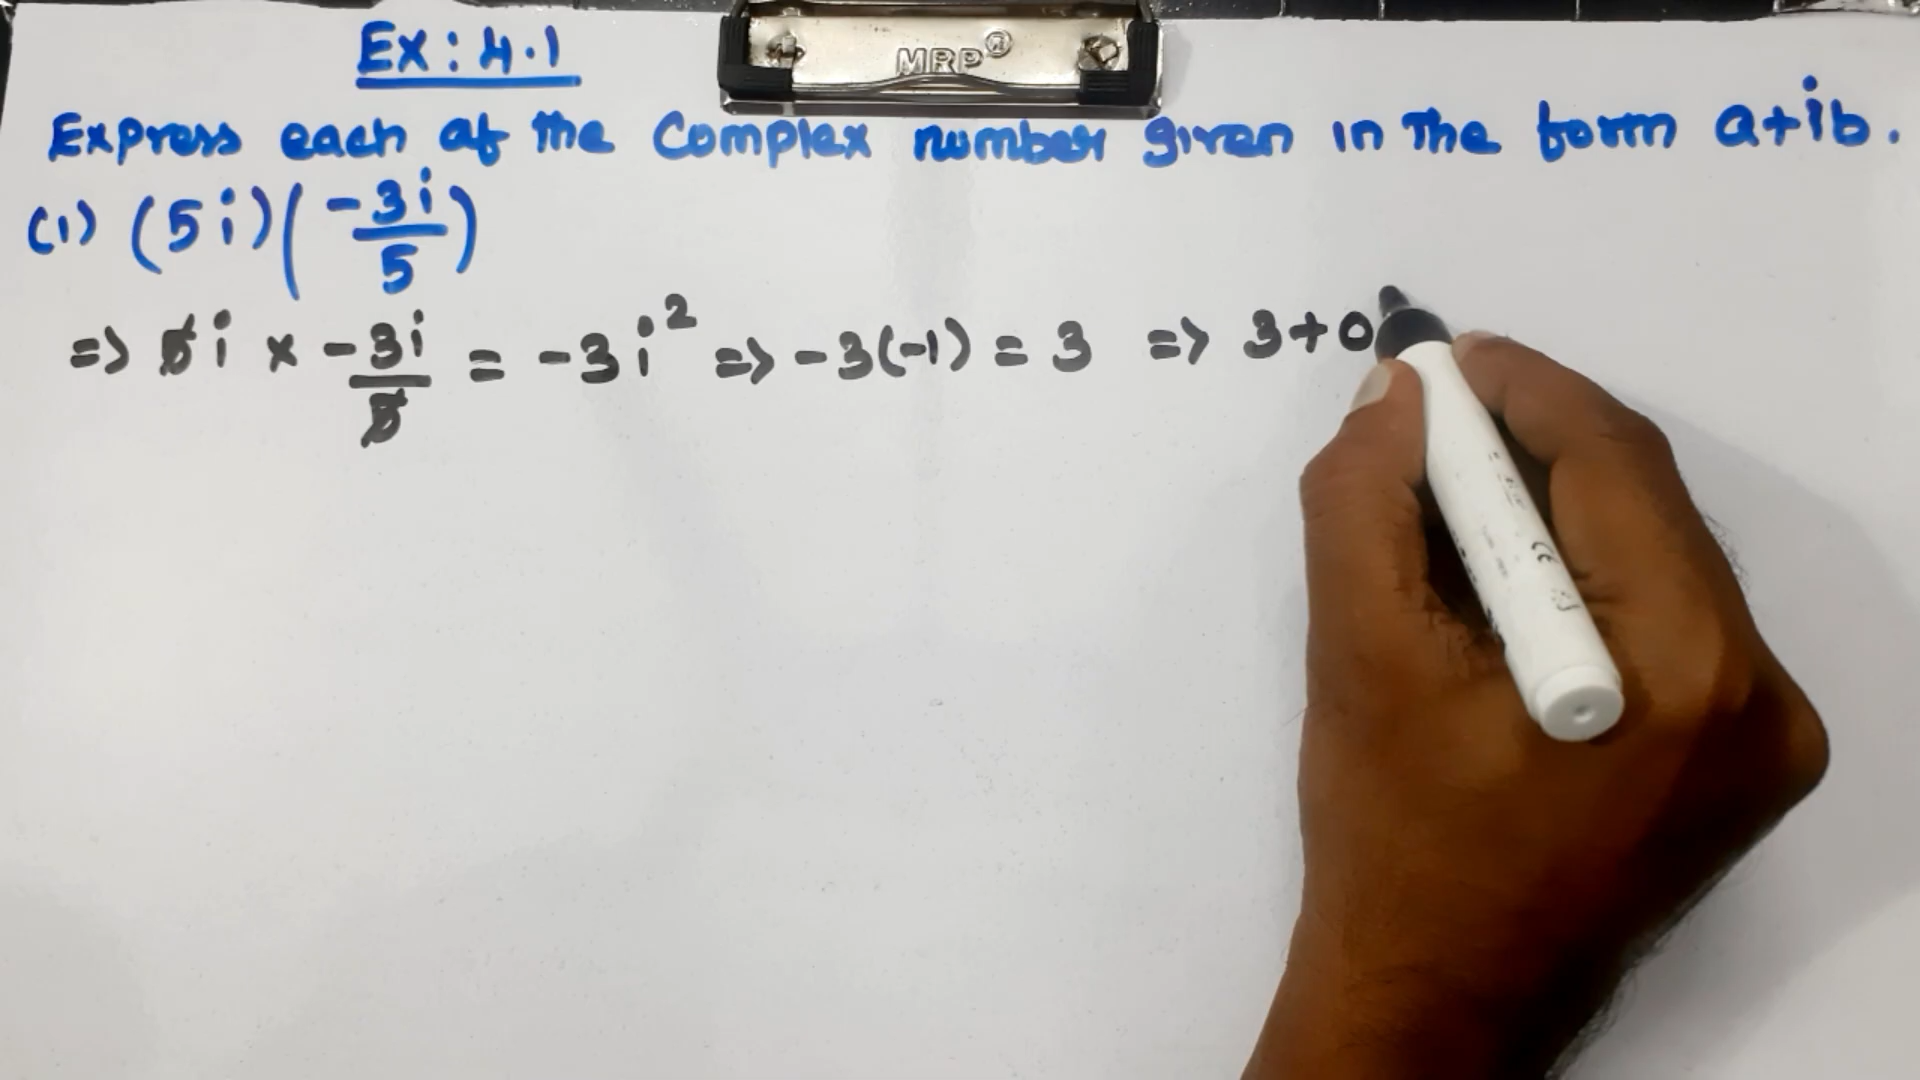 MRP®
Ex: 4.1
Express each of the Complex number given in the form a+ib.
(1) (5i)(-3i/5)
=> 5i × -3i/5 = -3i² => -3(-1) = 3 => 3+0